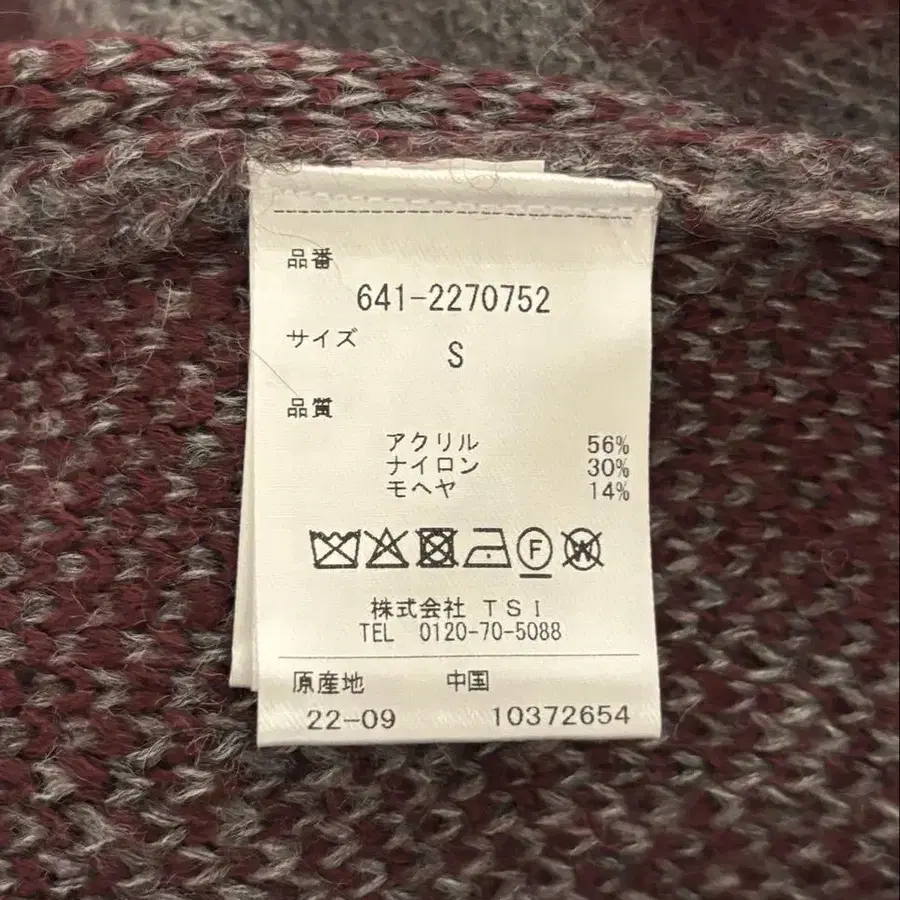 品番
641-2270752
サイズ
S
品質
アクリル 56%
ナイロン 30%
モヘヤ 14%
F W
株式会社 TSI
TEL 0120-70-5088
原産地 中国
22-09 10372654